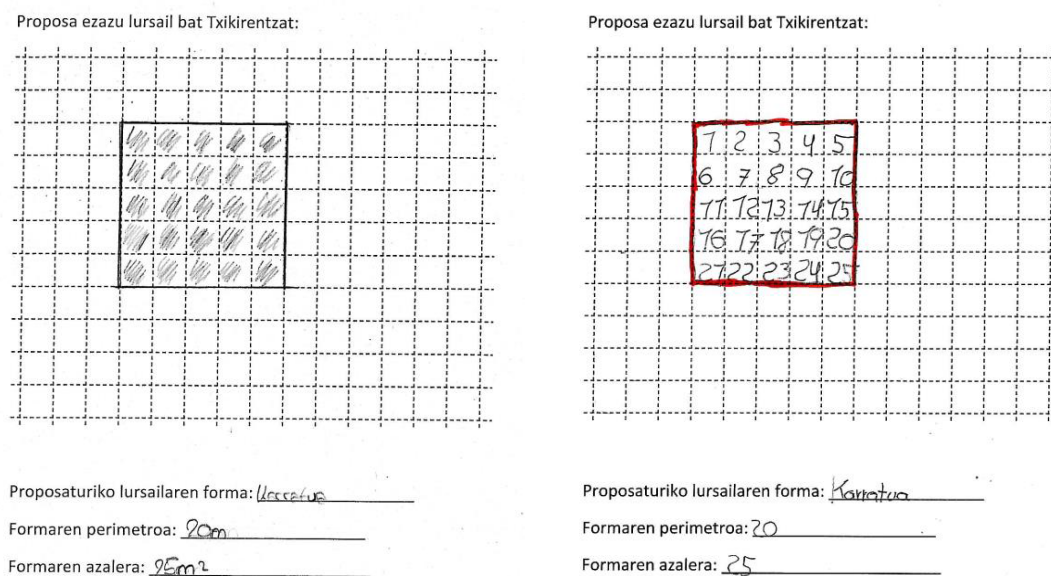 Proposa ezazu lursail bat Txikirentzat:
Proposaturiko lursailaren forma: Karratua
Formaren perimetroa: 20m
Formaren azalera: 25m²
Proposa ezazu lursail bat Txikirentzat:
1 2 3 4 5
6 7 8 9 10
11 12 13 14 15
16 17 18 19 20
21 22 23 24 25
Proposaturiko lursailaren forma: Karratua
Formaren perimetroa: 20
Formaren azalera: 25